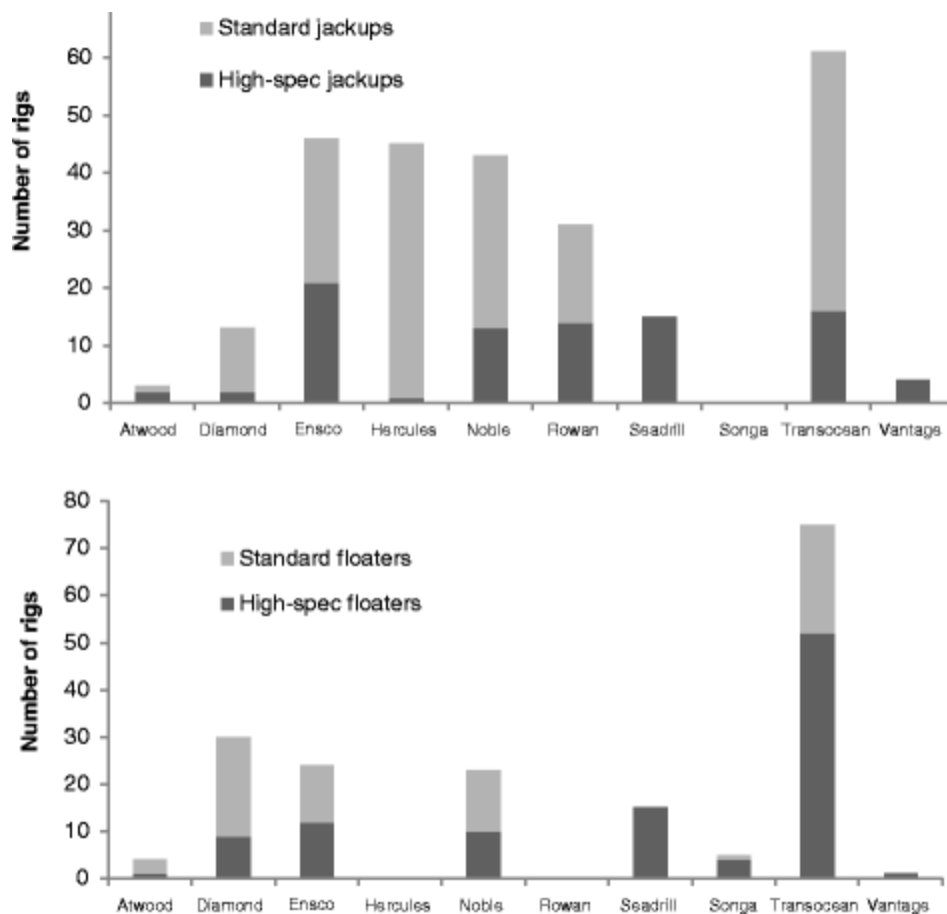 Standard jackups
High-spec jackups
Number of rigs
60
50
40
30
20
10
0
Atwood Diamond Ensco Hercules Noble Rowan Seadrill Songa Transocean Vantage
80
70
60
50
40
30
20
10
0
Standard floaters
High-spec floaters
Number of rigs
Atwood Diamond Ensco Hercules Noble Rowan Seadrill Songa Transocean Vantage